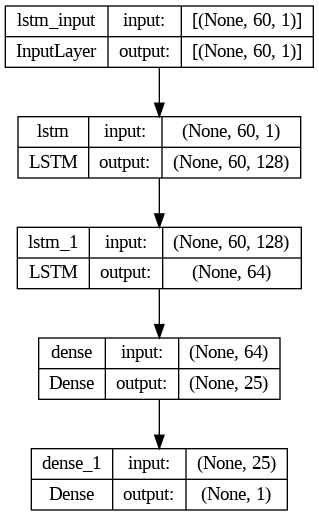 lstm_input input: [(None, 60, 1)]
InputLayer output: [(None, 60, 1)]
lstm input: (None, 60, 1)
LSTM output: (None, 60, 128)
lstm_1 input: (None, 60, 128)
LSTM output: (None, 64)
dense input: (None, 64)
Dense output: (None, 25)
dense_1 input: (None, 25)
Dense output: (None, 1)